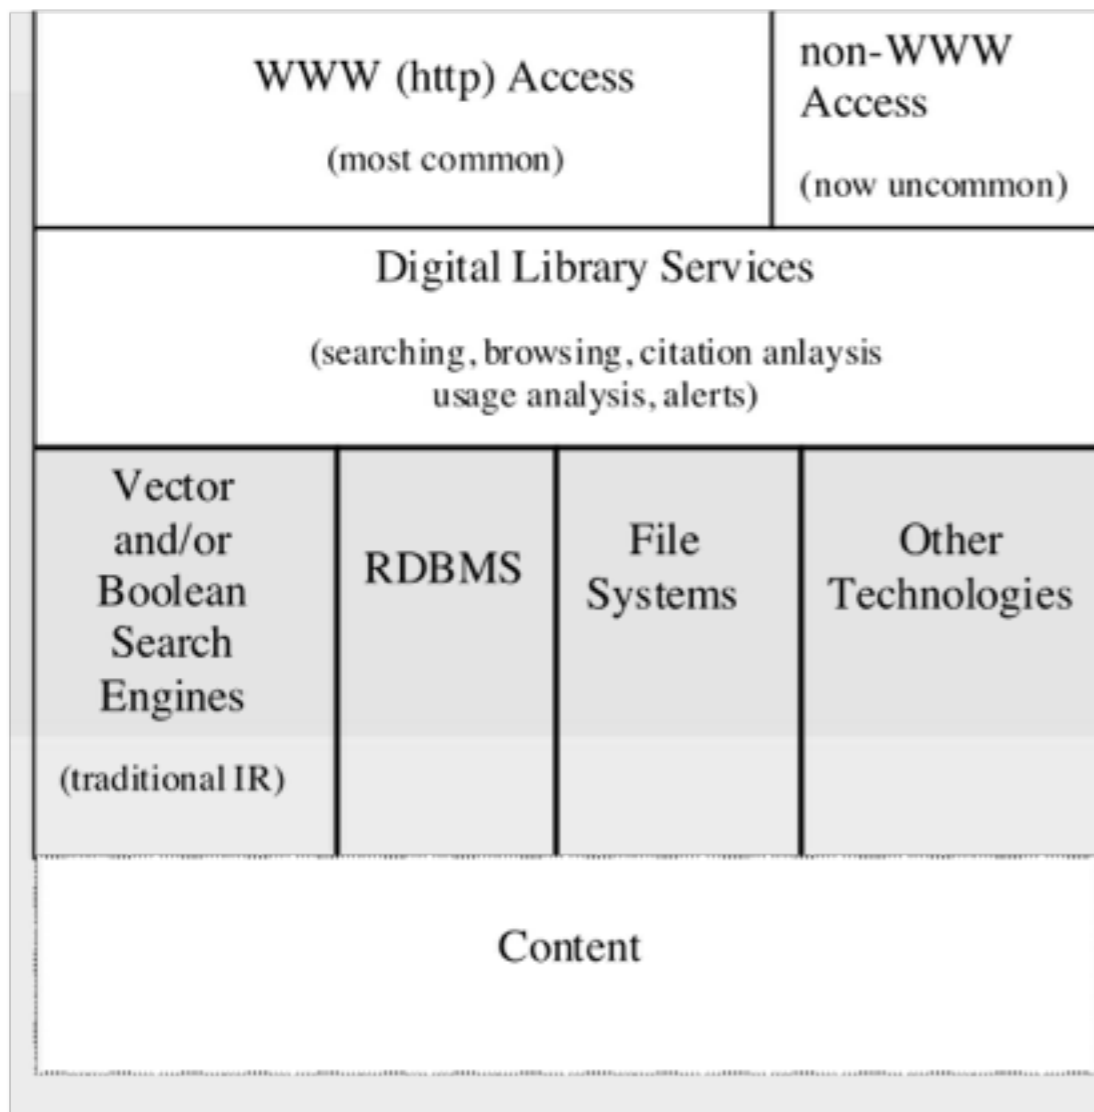 WWW (http) Access
(most common)
non-WWW
Access
(now uncommon)
Digital Library Services
(searching, browsing, citation anlaysis
usage analysis, alerts)
Vector
and/or
Boolean
Search
Engines
(traditional IR)
RDBMS
File
Systems
Other
Technologies
Content